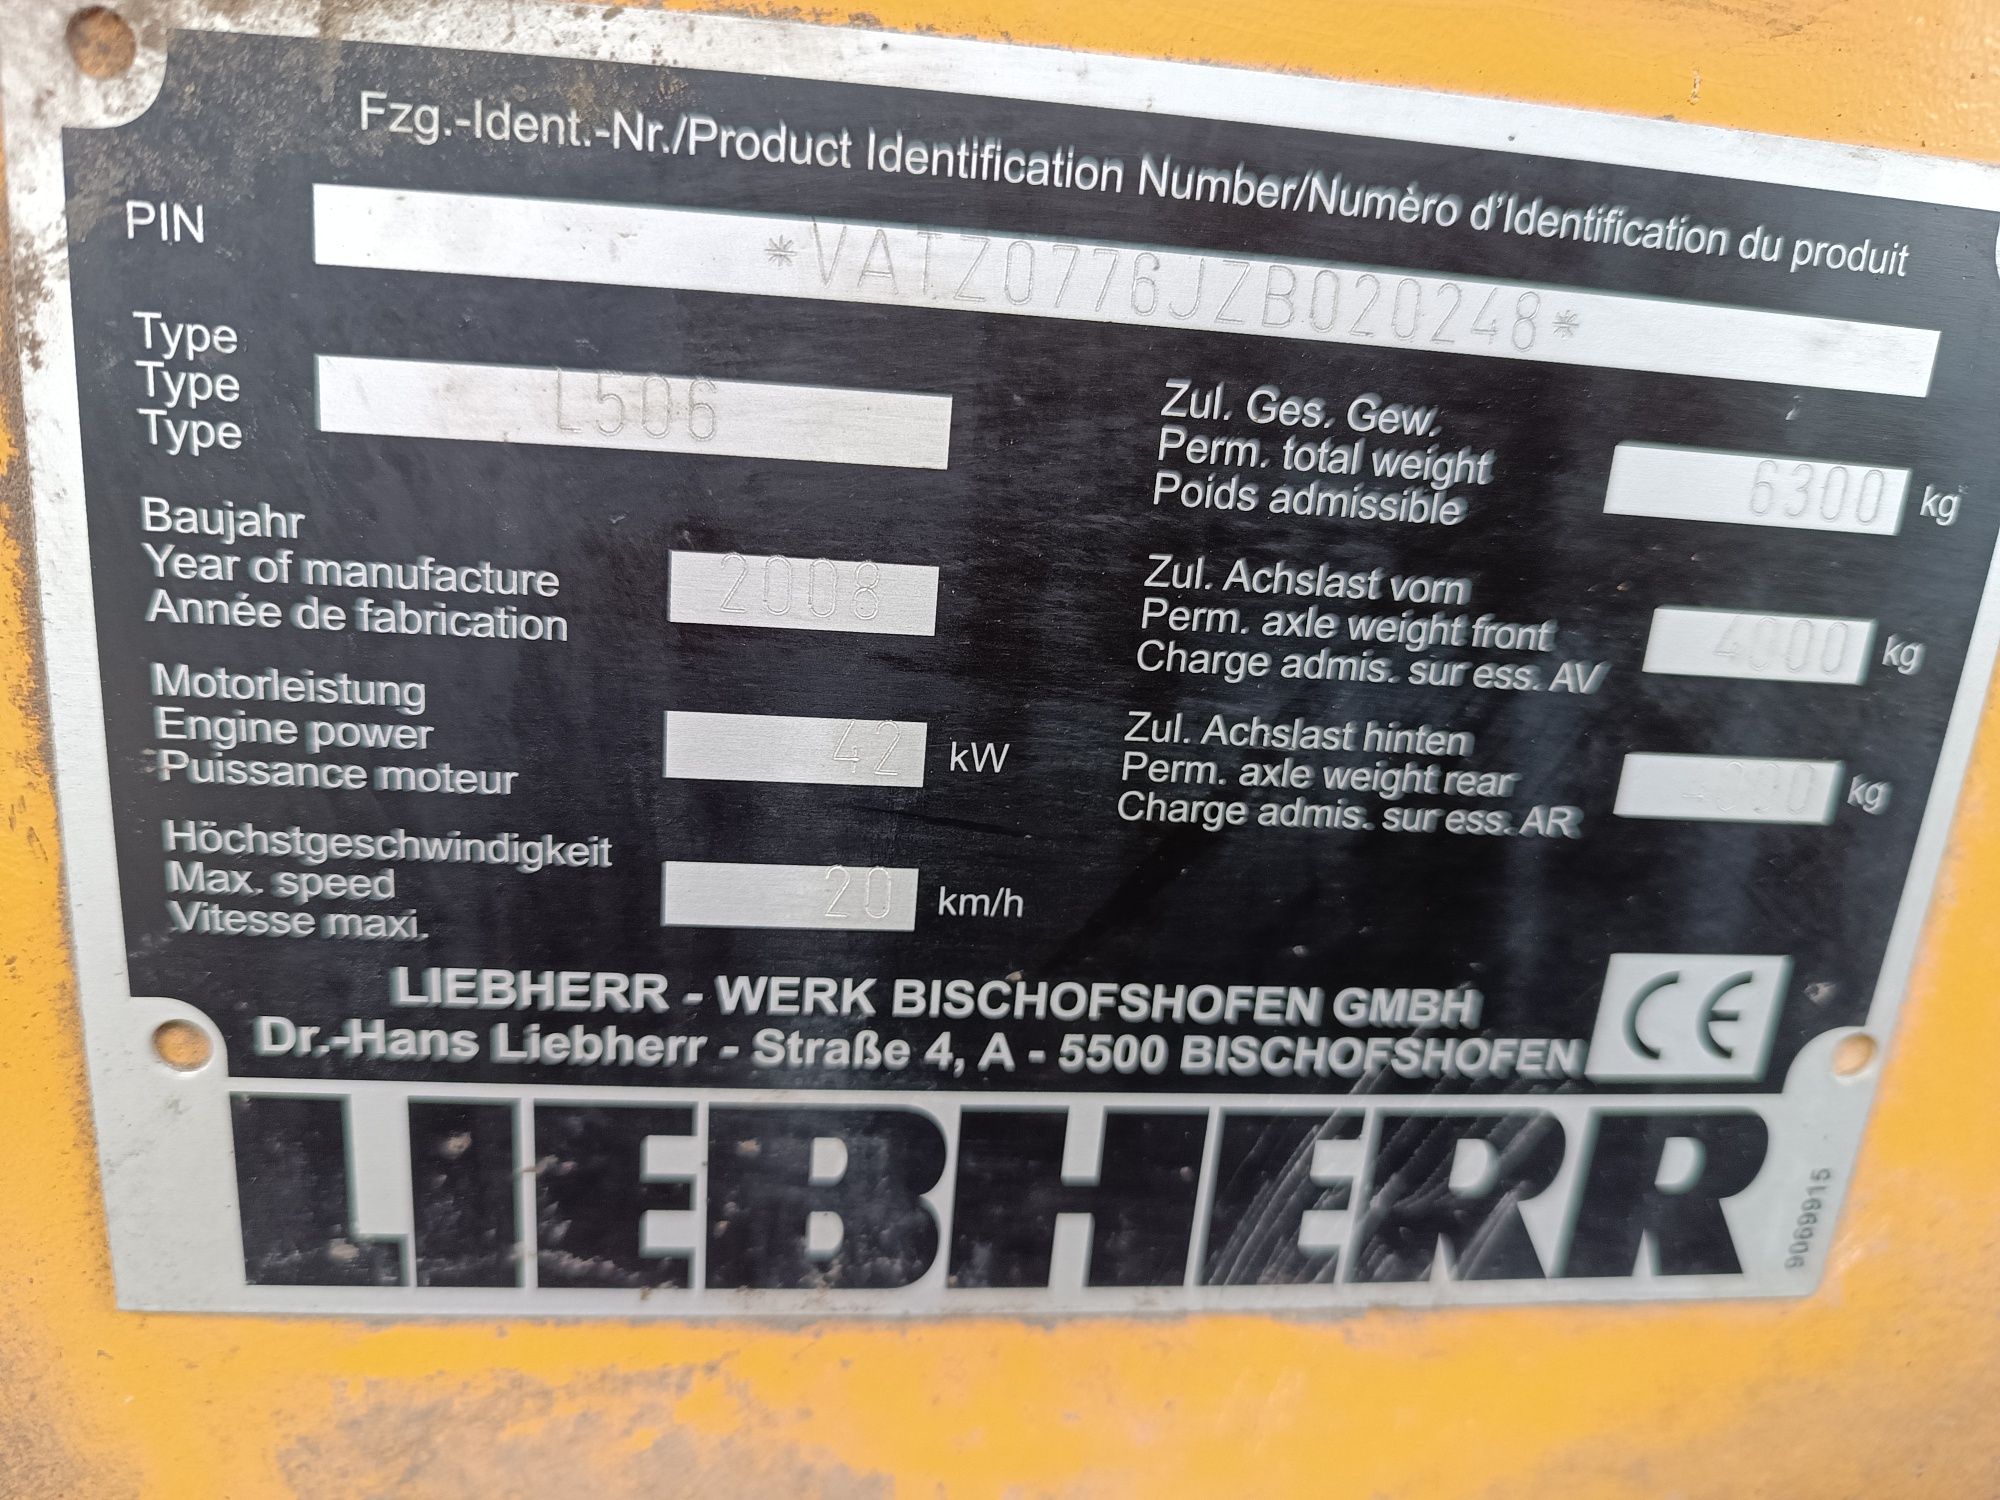 Fzg.-Ident.-Nr./Product Identification Number/Numèro d'Identification du produit
PIN *VATZ0776JZB020248*
Type
Type L506
Type
Zul. Ges. Gew.
Perm. total weight 6300 kg
Poids admissible
Baujahr
Year of manufacture 2008
Année de fabrication
Zul. Achslast vorn
Perm. axle weight front 4000 kg
Charge admis. sur ess. AV
Motorleistung
Engine power 42 kW
Puissance moteur
Zul. Achslast hinten
Perm. axle weight rear 4000 kg
Charge admis. sur ess. AR
Höchstgeschwindigkeit
Max. speed 20 km/h
Vitesse maxi.
LIEBHERR - WERK BISCHOFSHOFEN GMBH
Dr.-Hans Liebherr - Straße 4, A - 5500 BISCHOFSHOFEN
CE
LIEBHERR
9069915